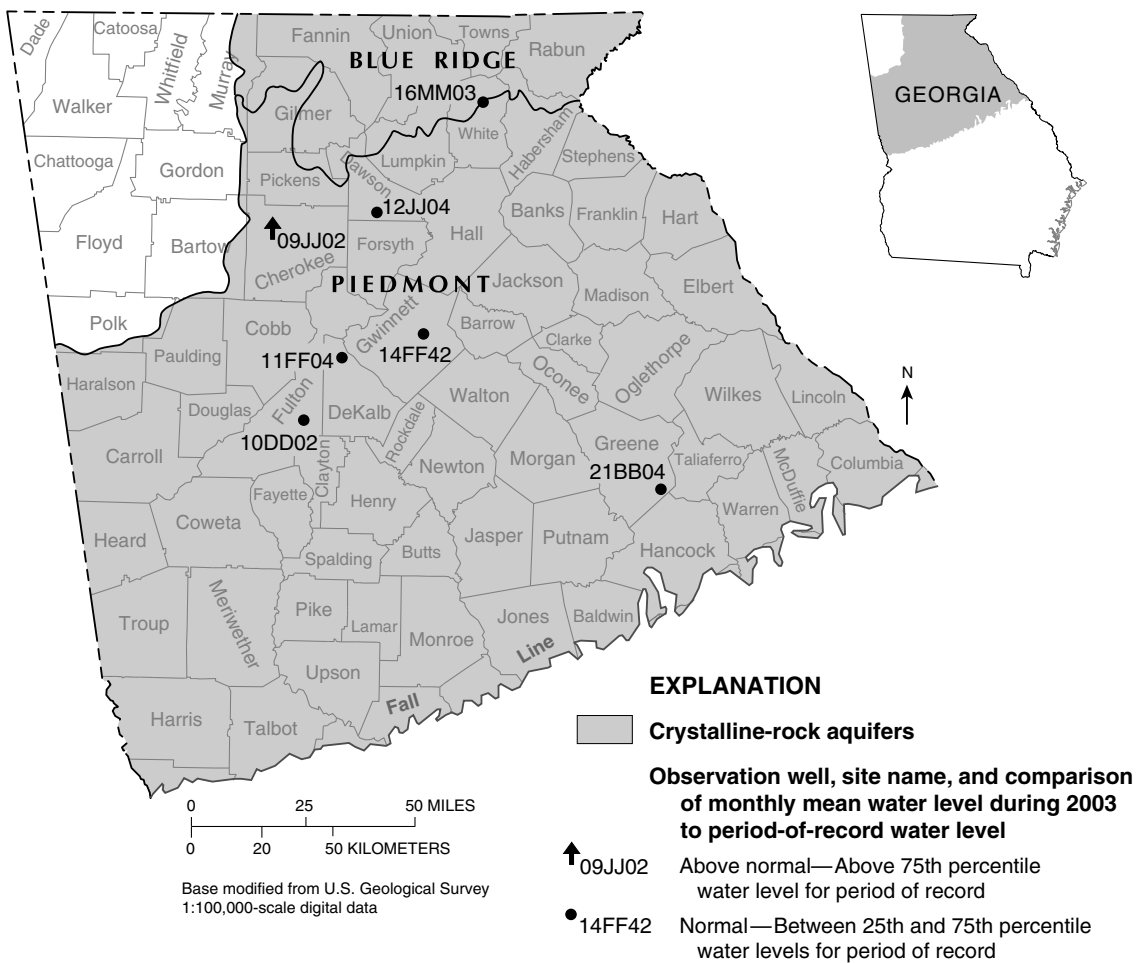 Dade
Catoosa
Whitfield
Murray
Fannin
Union
Towns
Rabun
BLUE RIDGE
16MM03
GEORGIA
Walker
Gilmer
White
Habersham
Chattooga
Gordon
Pickens
Dawson
Lumpkin
Stephens
12JJ04
Banks
Franklin
Hart
Floyd
Bartow
09JJ02
Forsyth
Hall
Cherokee
PIEDMONT
Jackson
Madison
Elbert
Polk
Cobb
Gwinnett
Barrow
Clarke
Paulding
11FF04
14FF42
Oconee
Oglethorpe
N
Haralson
Douglas
Fulton
DeKalb
Rockdale
Walton
Wilkes
Lincoln
10DD02
Carroll
Clayton
Newton
Morgan
Greene
Taliaferro
McDuffie
Columbia
21BB04
Fayette
Henry
Warren
Coweta
Heard
Spalding
Butts
Jasper
Putnam
Hancock
Troup
Meriwether
Pike
Lamar
Monroe
Jones
Baldwin
Upson
Fall Line
Harris
Talbot
0 25 50 MILES
0 20 50 KILOMETERS
Base modified from U.S. Geological Survey
1:100,000-scale digital data
EXPLANATION
Crystalline-rock aquifers
Observation well, site name, and comparison
of monthly mean water level during 2003
to period-of-record water level
09JJ02 Above normal—Above 75th percentile
water level for period of record
14FF42 Normal—Between 25th and 75th percentile
water levels for period of record